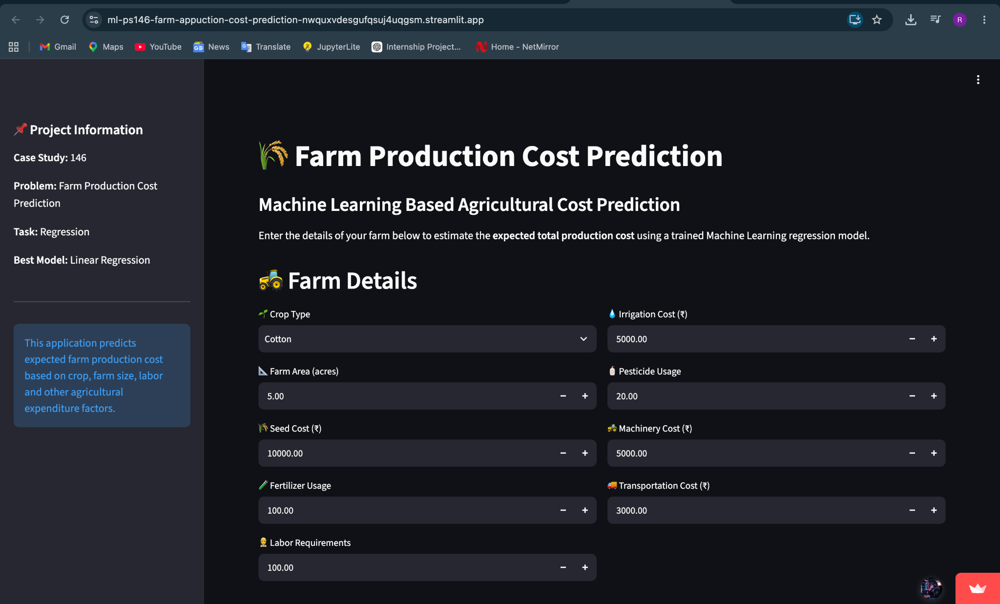 ml-ps146-farm-appuction-cost-prediction-nwquxvdesgufqsuj4uqgsm.streamlit.app
R
Gmail
Maps
YouTube
News
Translate
JupyterLite
Internship Project...
Home - NetMirror
Project Information
Case Study: 146
Problem: Farm Production Cost
Prediction
Task: Regression
Best Model: Linear Regression
This application predicts
expected farm production cost
based on crop, farm size, labor
and other agricultural
expenditure factors.
Farm Production Cost Prediction
Machine Learning Based Agricultural Cost Prediction
Enter the details of your farm below to estimate the expected total production cost using a trained Machine Learning regression model.
Farm Details
Crop Type
Cotton
Irrigation Cost (₹)
5000.00
Farm Area (acres)
5.00
Pesticide Usage
20.00
Seed Cost (₹)
10000.00
Machinery Cost (₹)
5000.00
Fertilizer Usage
100.00
Transportation Cost (₹)
3000.00
Labor Requirements
100.00